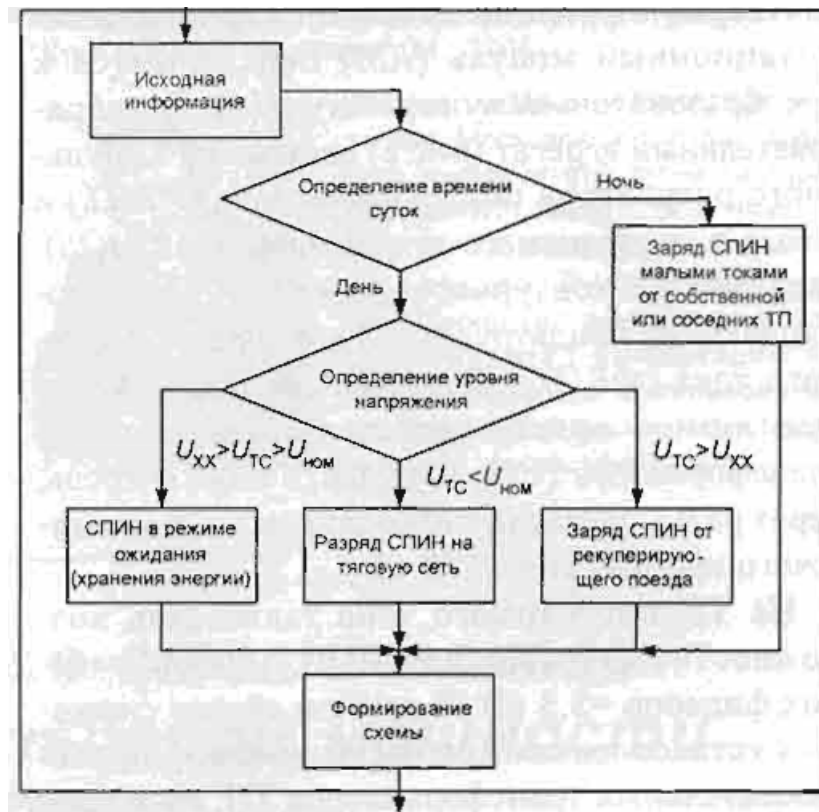 Исходная
информация
Определение времени
суток
Ночь
Заряд СПИН
малыми токами
от собственной
или соседних ТП
День
Определение уровня
напряжения
U_XX>U_TC>U_ном
U_TC<U_ном
U_TC>U_XX
СПИН в режиме
ожидания
(хранения энергии)
Разряд СПИН на
тяговую сеть
Заряд СПИН от
рекуперирую-
щего поезда
Формирование
схемы